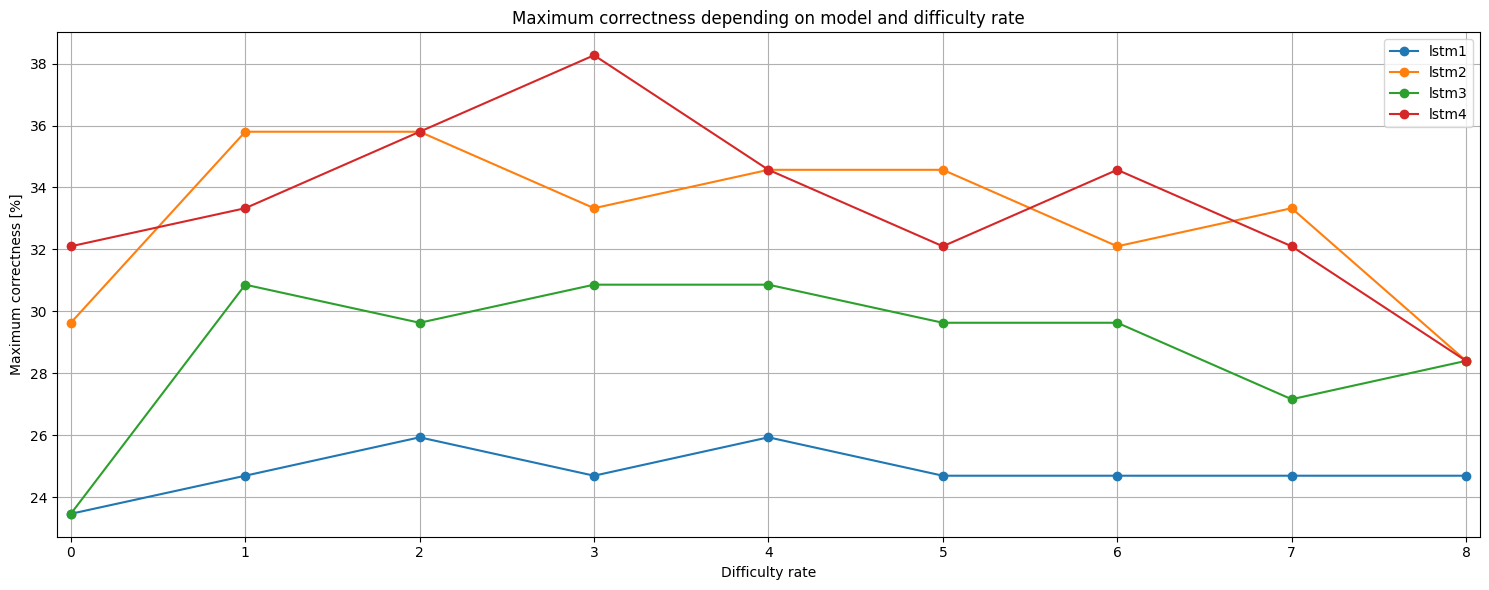 Maximum correctness depending on model and difficulty rate
Maximum correctness [%]
38
36
34
32
30
28
26
24
0 1 2 3 4 5 6 7 8
Difficulty rate
lstm1
lstm2
lstm3
lstm4